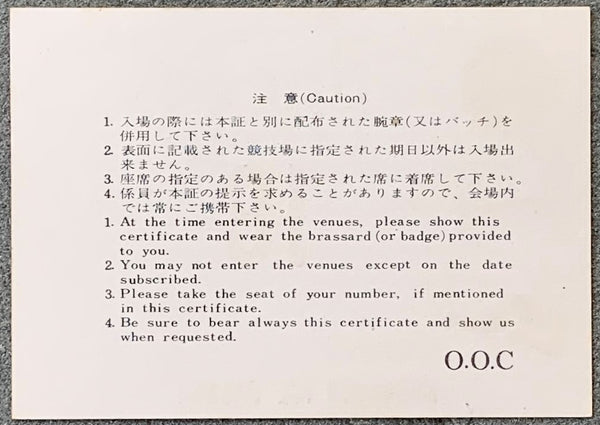 注 意(Caution)
1. 入場の際には本証と別に配布された腕章(又はバッチ)を
併用して下さい。
2. 表面に記載された競技場に指定された期日以外は入場出
来ません。
3. 座席の指定のある場合は指定された席に着席して下さい。
4. 係員が本証の提示を求めることがありますので、会場内
では常にご携帯下さい。
1. At the time entering the venues, please show this
certificate and wear the brassard (or badge) provided
to you.
2. You may not enter the venues except on the date
subscribed.
3. Please take the seat of your number, if mentioned
in this certificate.
4. Be sure to bear always this certificate and show us
when requested.
O.O.C